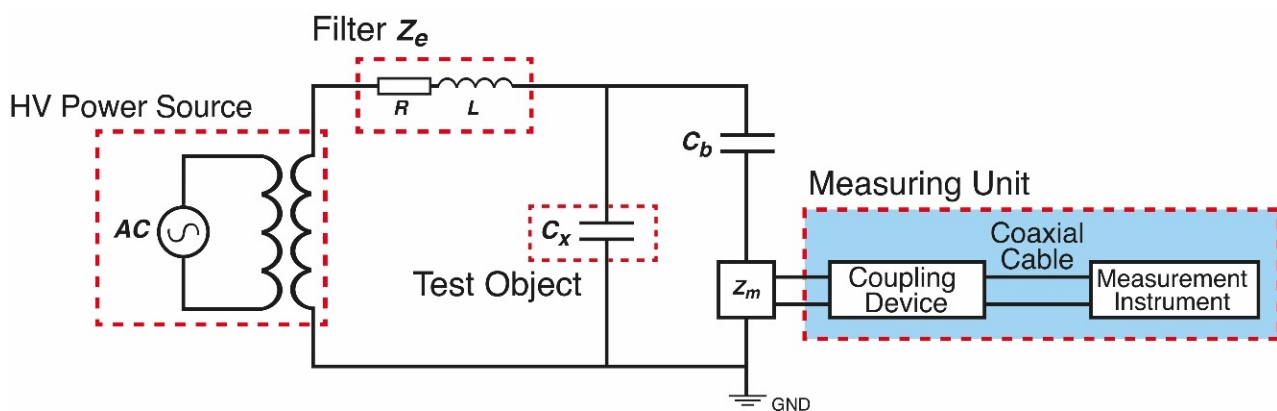 Filter Ze
HV Power Source
R
L
AC
Cb
Measuring Unit
Cx
Coaxial
Cable
Test Object
Zm
Coupling
Device
Measurement
Instrument
GND